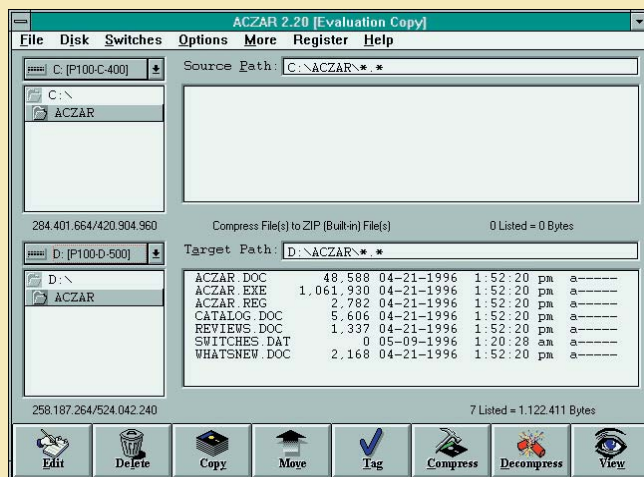 ACZAR 2.20 [Evaluation Copy]
File Disk Switches Options More Register Help
C: [P100-C-400]
Source Path: C:\ACZAR\*.*
C:\
ACZAR
284.401.664/420.904.960 Compress File(s) to ZIP (Built-in) File(s) 0 Listed = 0 Bytes
D: [P100-D-500]
Target Path: D:\ACZAR\*.*
D:\
ACZAR
ACZAR.DOC 48,588 04-21-1996 1:52:20 pm a-----
ACZAR.EXE 1,061,930 04-21-1996 1:52:20 pm a-----
ACZAR.REG 2,782 04-21-1996 1:52:20 pm a-----
CATALOG.DOC 5,606 04-21-1996 1:52:20 pm a-----
REVIEWS.DOC 1,337 04-21-1996 1:52:20 pm a-----
SWITCHES.DAT 0 05-09-1996 1:20:28 am a-----
WHATSNEW.DOC 2,168 04-21-1996 1:52:20 pm a-----
258.187.264/524.042.240 7 Listed = 1.122.411 Bytes
Edit Delete Copy Move Tag Compress Decompress View